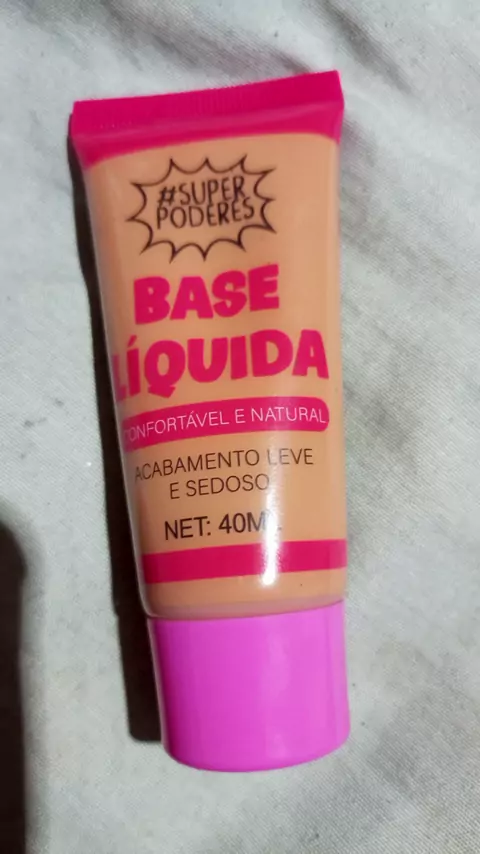 #SUPER
PODERES
BASE
LÍQUIDA
CONFORTÁVEL E NATURAL
ACABAMENTO LEVE
E SEDOSO
NET: 40ML